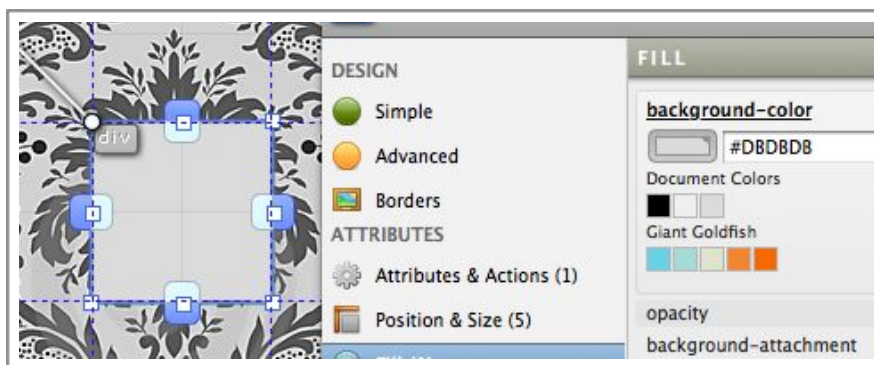 div
DESIGN
Simple
Advanced
Borders
ATTRIBUTES
Attributes & Actions (1)
Position & Size (5)
FILL
background-color
#DBDBDB
Document Colors
Giant Goldfish
opacity
background-attachment